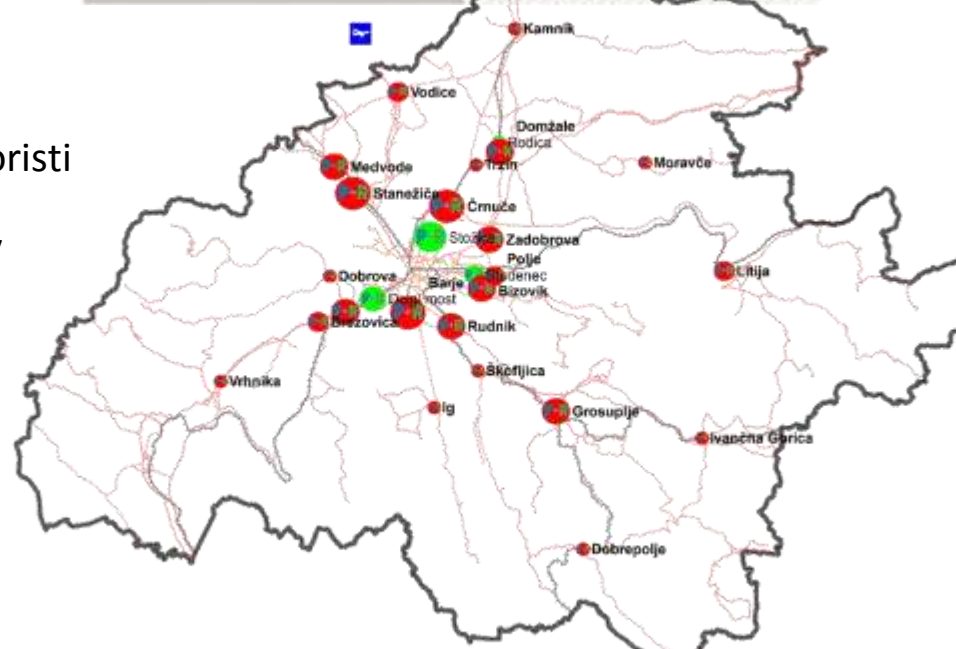 Kamnik
Vodice
Domžale
Rodica
oristi
Medvode
Trzin
Moravče
Stanežiče
Črnuče
Zadobrova
Polje
Dobrova
Litija
Barje
Bizovik
Brezovica
Rudnik
Škofljica
Vrhnika
Ig
Grosuplje
Ivančna Gorica
Dobrepolje